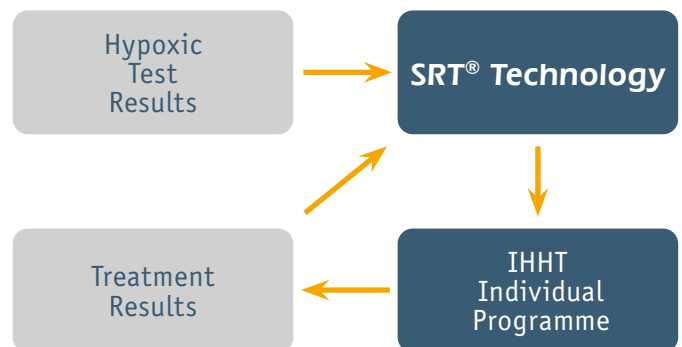 Hypoxic
Test
Results
SRT® Technology
Treatment
Results
IHHT
Individual
Programme